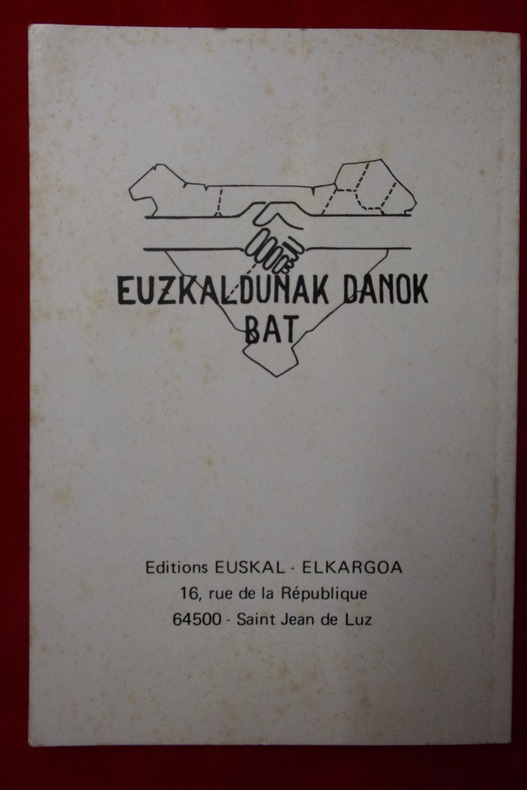 EUZKALDUNAK DANOK
BAT
Editions EUSKAL - ELKARGOA
16, rue de la République
64500 - Saint Jean de Luz